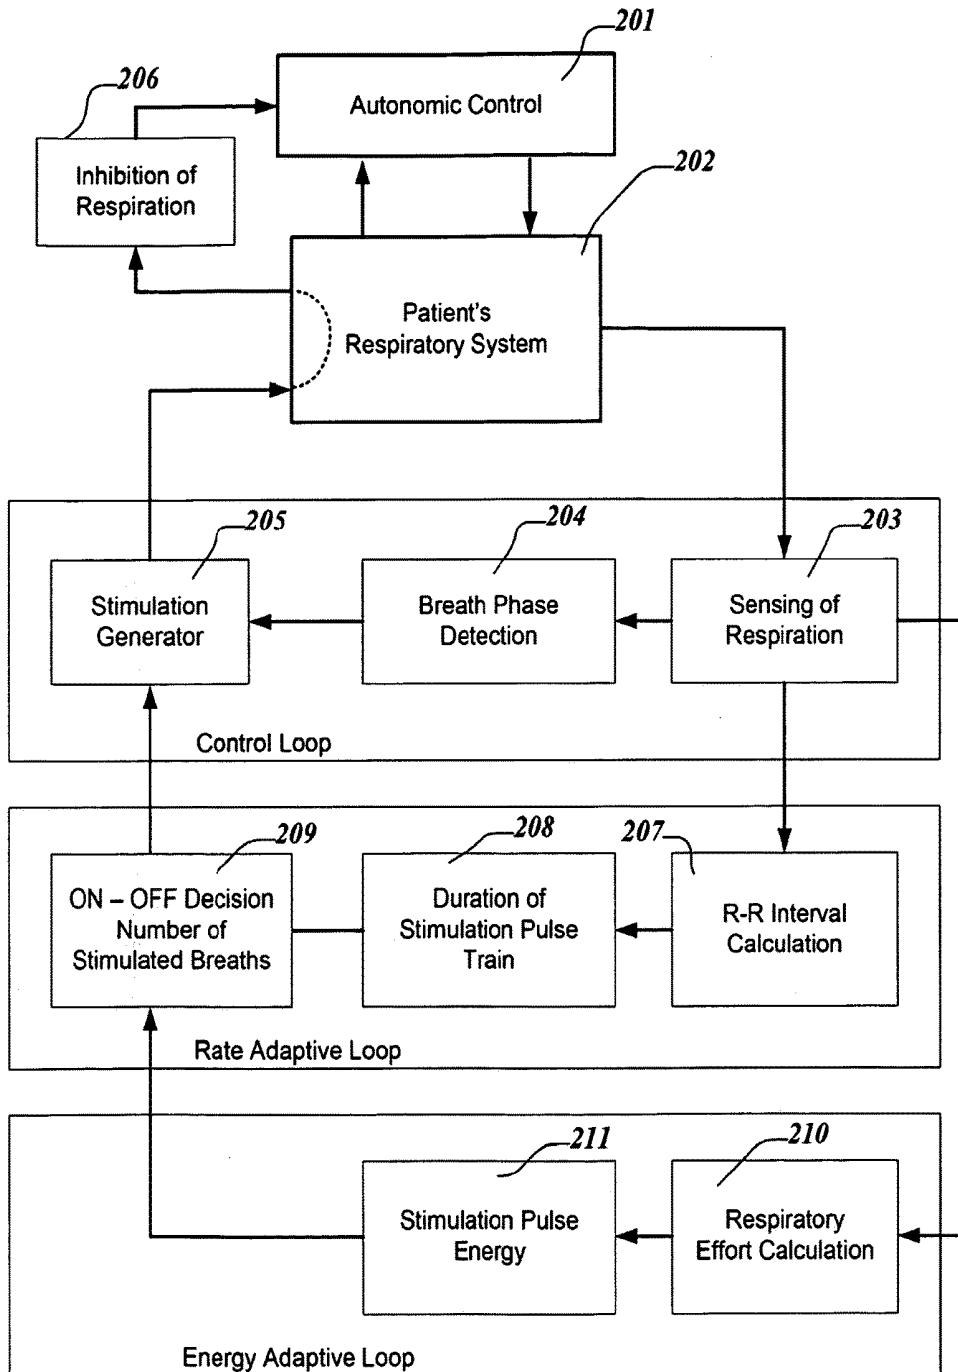 201
206
Autonomic Control
202
Inhibition of
Respiration
Patient's
Respiratory System
205
204
203
Stimulation
Generator
Breath Phase
Detection
Sensing of
Respiration
Control Loop
209
208
207
ON – OFF Decision
Number of
Stimulated Breaths
Duration of
Stimulation Pulse
Train
R-R Interval
Calculation
Rate Adaptive Loop
211
210
Stimulation Pulse
Energy
Respiratory
Effort Calculation
Energy Adaptive Loop